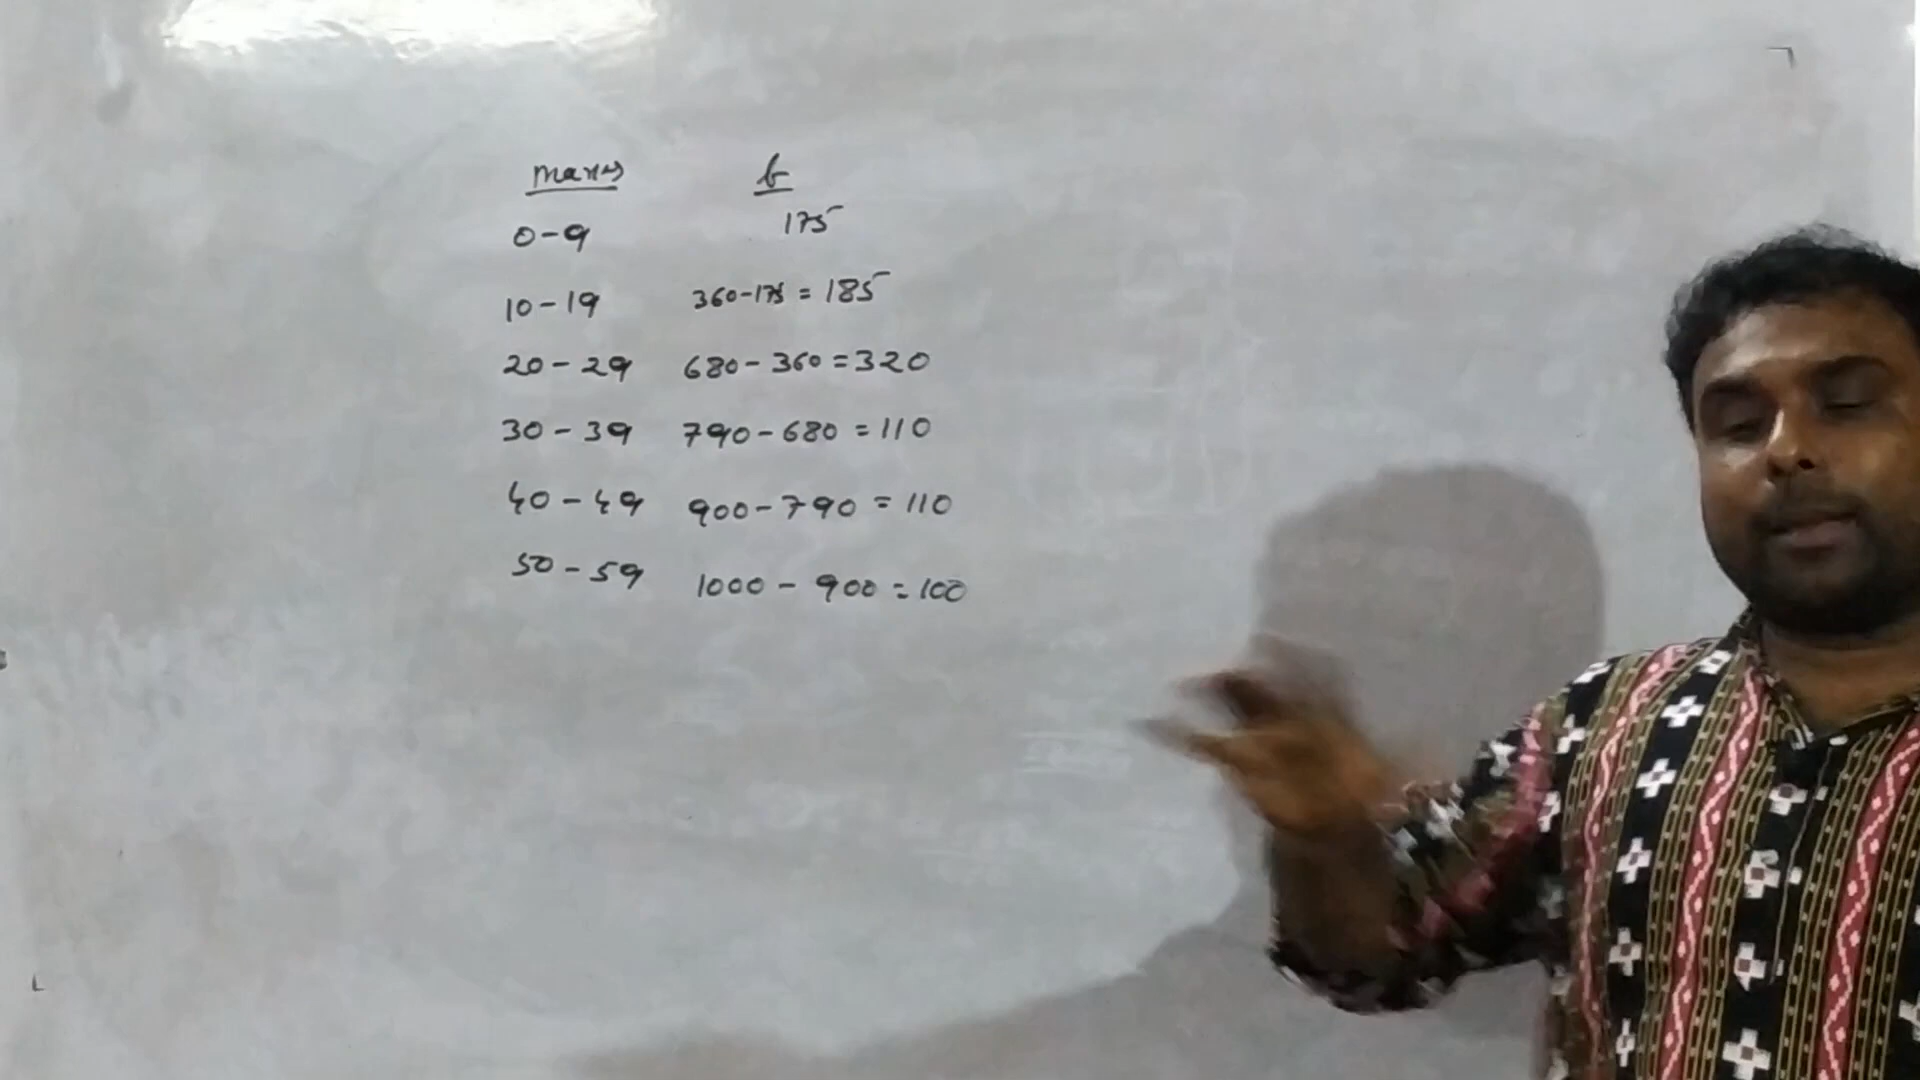 Marks f
0-9 175
10-19 360-175 = 185
20-29 680-360=320
30-39 790-680 =110
40-49 900-790 = 110
50-59 1000-900 = 100